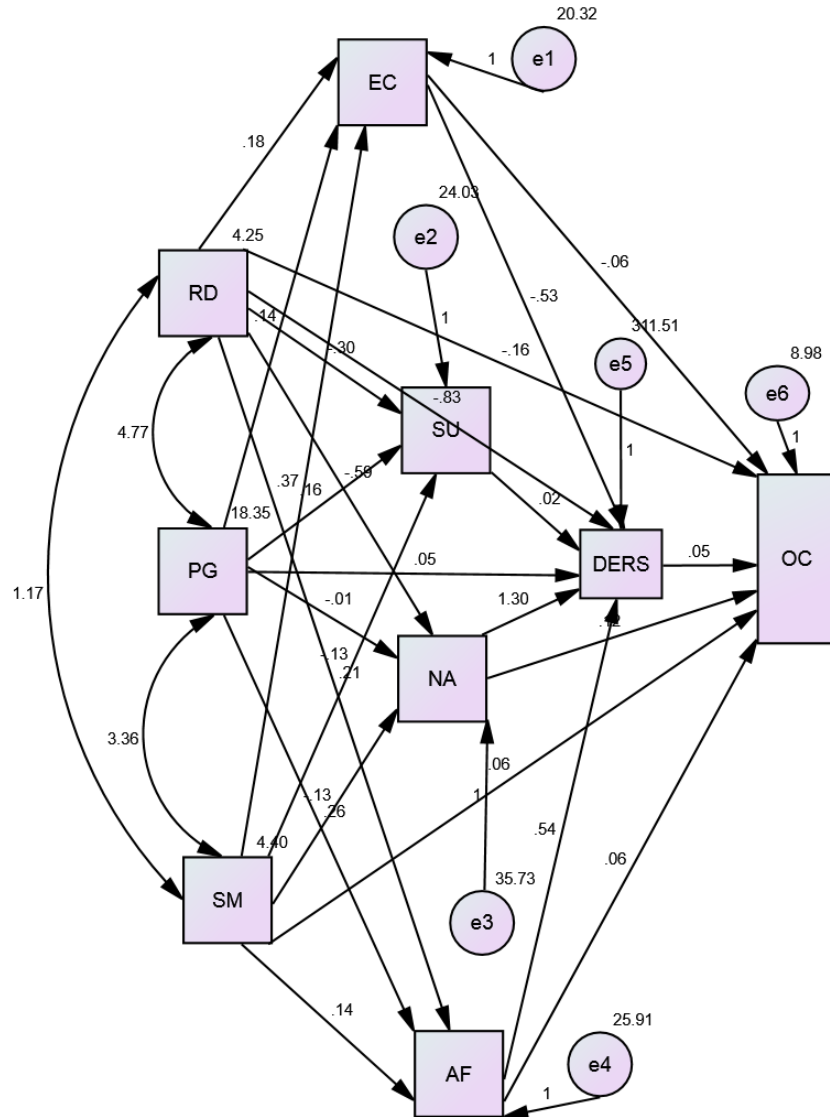 20.32
1
e1
EC
.18
24.03
4.25
e2
-.06
RD
-.53
.14
1
311.51
-.30
-.16
8.98
e5
e6
-.83
SU
4.77
1
1
-.59
.37
.16
.02
18.35
PG
.05
DERS
.05
OC
1.17
-.01
1.30
.12
-.13
.21
NA
3.36
.06
-.13
1
.26
4.40
.54
.06
35.73
SM
e3
.14
25.91
AF
e4
1